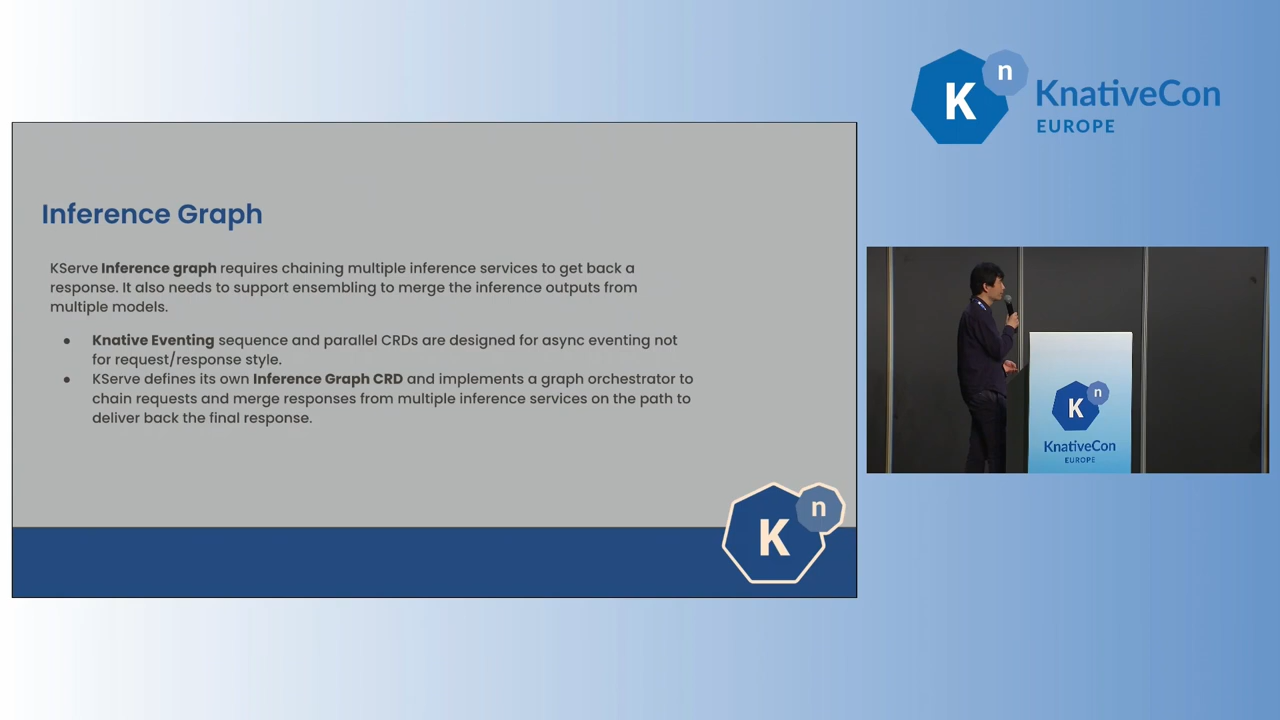 K n
KnativeCon
EUROPE
Inference Graph
KServe Inference graph requires chaining multiple inference services to get back a
response. It also needs to support ensembling to merge the inference outputs from
multiple models.
● Knative Eventing sequence and parallel CRDs are designed for async eventing not
for request/response style.
● KServe defines its own Inference Graph CRD and implements a graph orchestrator to
chain requests and merge responses from multiple inference services on the path to
deliver back the final response.
K n
K n
KnativeCon
EUROPE